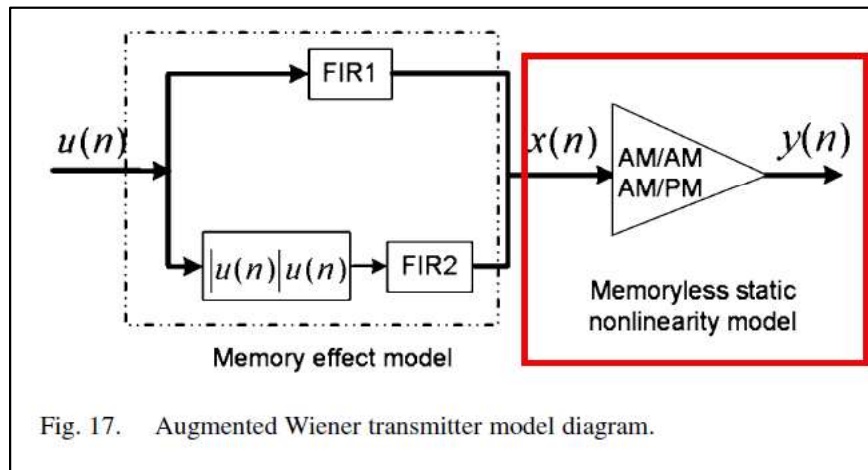 FIR1
u(n)
x(n)
AM/AM
AM/PM
y(n)
|u(n)|u(n)
FIR2
Memoryless static
nonlinearity model
Memory effect model
Fig. 17. Augmented Wiener transmitter model diagram.